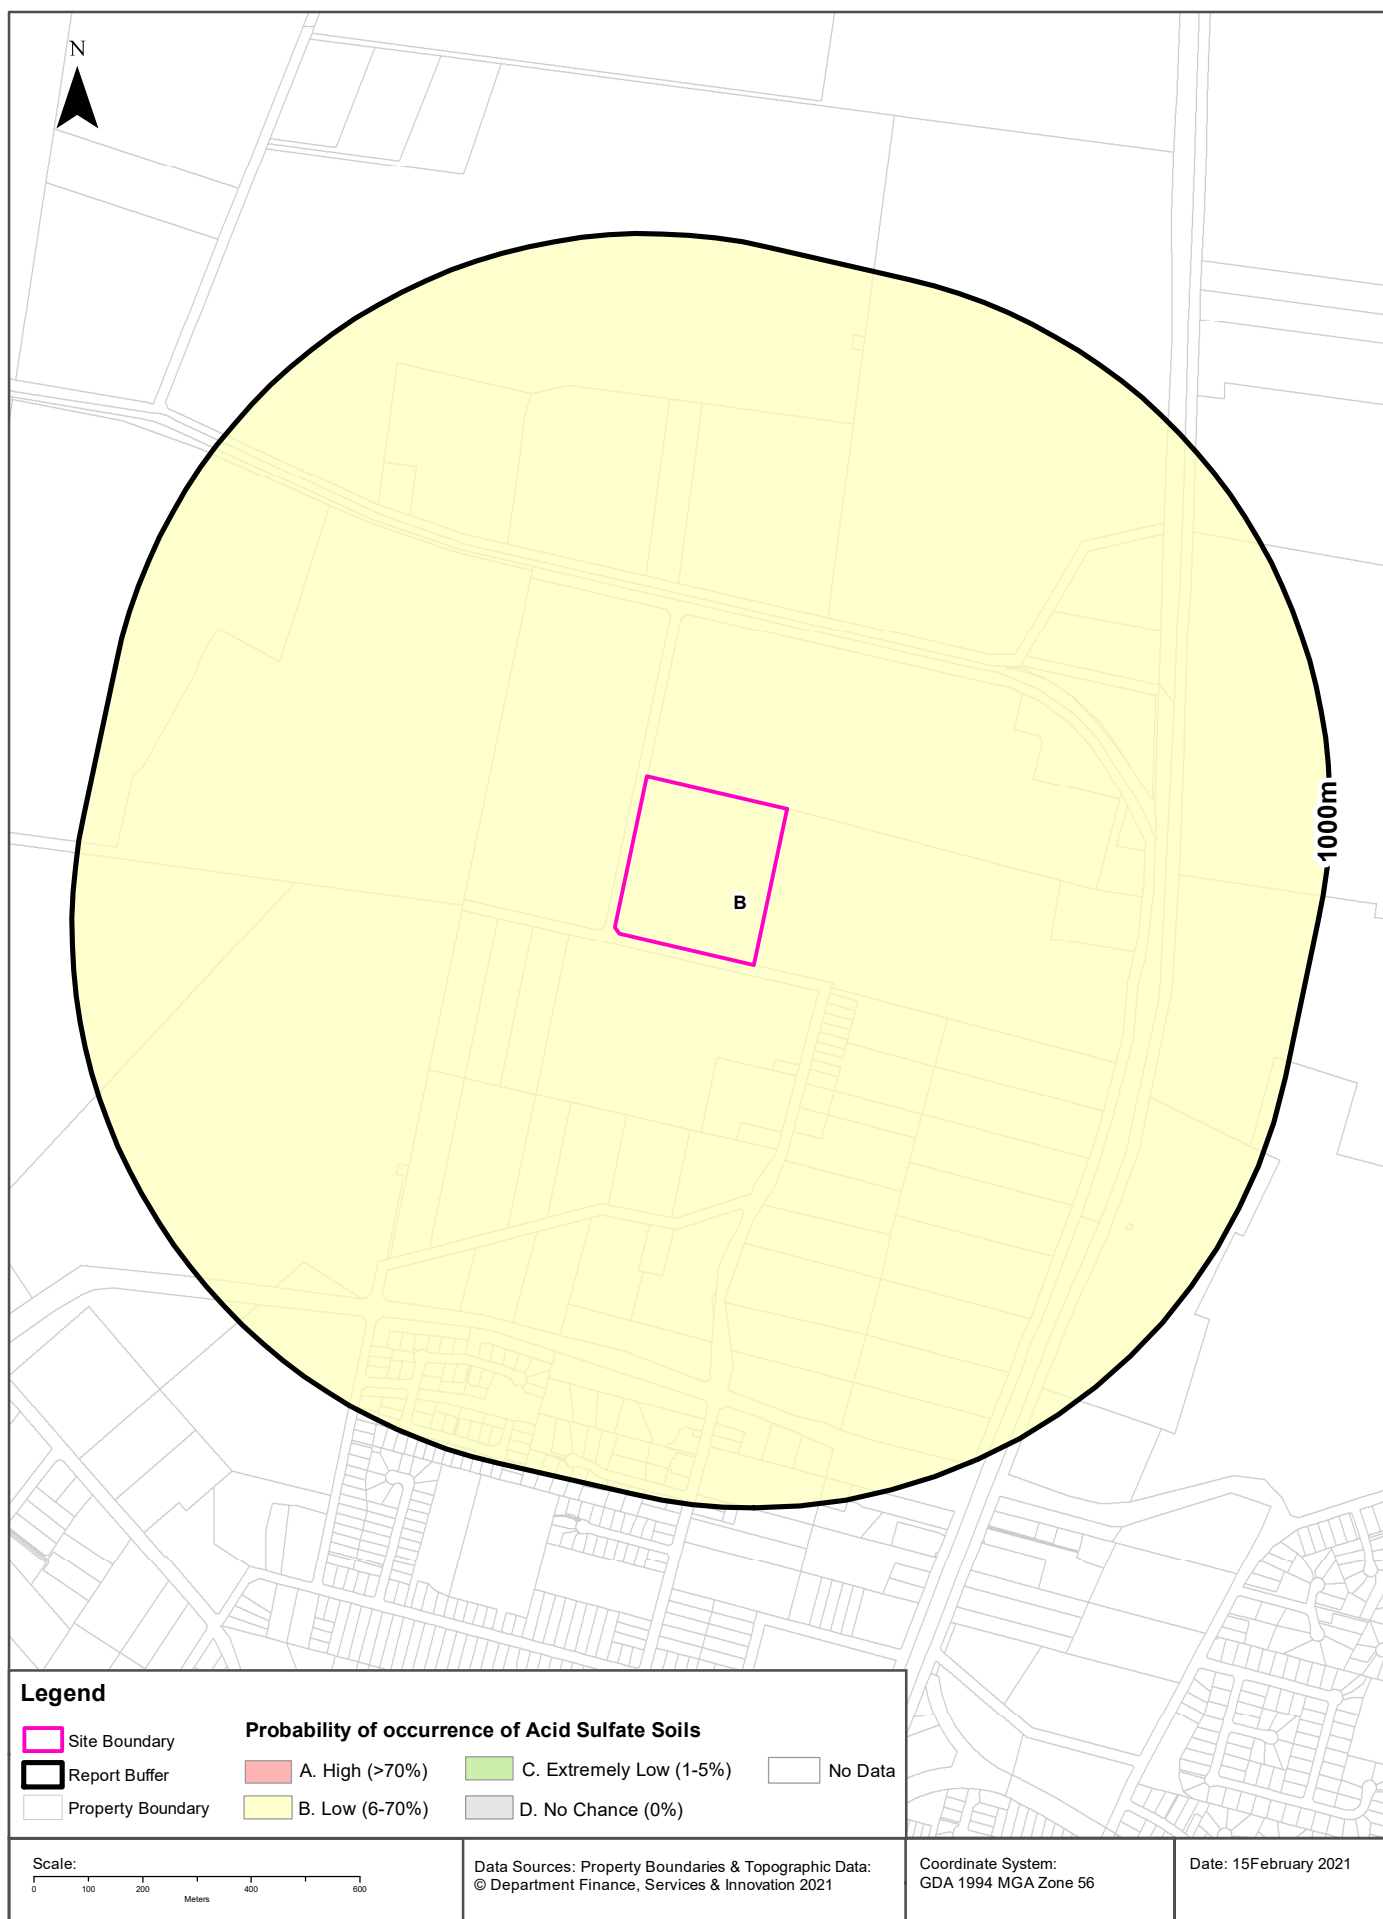 N
1000m
B
Legend
Site Boundary
Report Buffer
Property Boundary
Probability of occurrence of Acid Sulfate Soils
A. High (>70%)
B. Low (6-70%)
C. Extremely Low (1-5%)
D. No Chance (0%)
No Data
Scale:
0 100 200 400 600
Meters
Data Sources: Property Boundaries & Topographic Data:
© Department Finance, Services & Innovation 2021
Coordinate System:
GDA 1994 MGA Zone 56
Date: 15February 2021